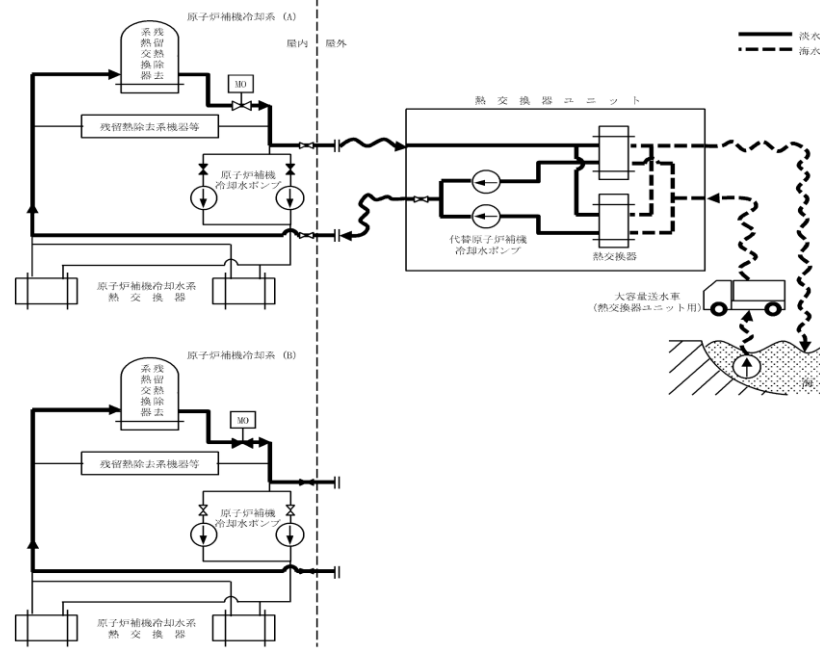 原子炉補機冷却系 (A)
屋内
屋外
残留熱除去
系熱交換器
MO
残留熱除去系機器等
原子炉補機
冷却水ポンプ
原子炉補機冷却水系
熱交換器
熱交換器ユニット
代替原子炉補機
冷却水ポンプ
熱交換器
淡水
海水
大容量送水車
(熱交換器ユニット用)
海
原子炉補機冷却系 (B)
残留熱除去
系熱交換器
MO
残留熱除去系機器等
原子炉補機
冷却水ポンプ
原子炉補機冷却水系
熱交換器